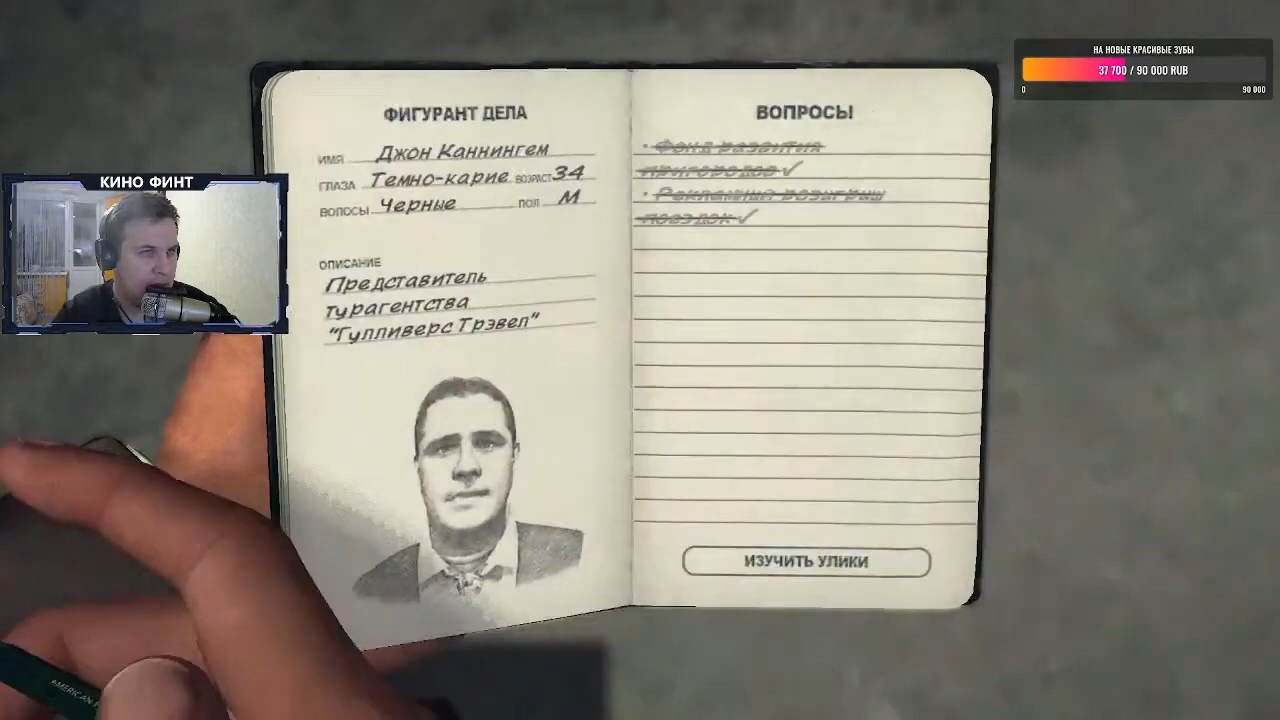 НА НОВЫЕ КРАСИВЫЕ ЗУБЫ
37 700 / 90 000 RUB
0 90 000
КИНО ФИНТ
ФИГУРАНТ ДЕЛА
ИМЯ Джон Каннингем
ГЛАЗА Темно-карие ВОЗРАСТ 34
ВОЛОСЫ Черные ПОЛ М
ОПИСАНИЕ
Представитель
турагентства
"Гулливерс Трэвел"
ВОПРОСЫ
• Фонд развития
пригородов ✓
• Рекламный розыгрыш
поездок ✓
ИЗУЧИТЬ УЛИКИ
AMERICAN